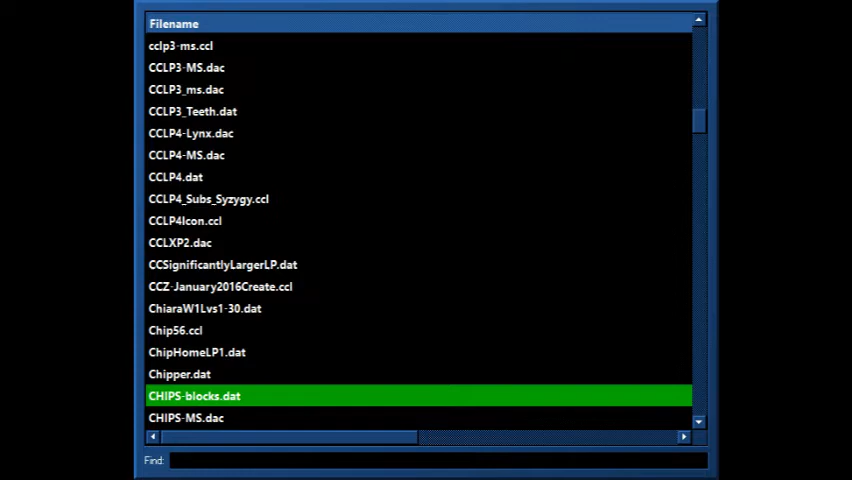 Filename
cclp3-ms.ccl
CCLP3-MS.dac
CCLP3_ms.dac
CCLP3_Teeth.dat
CCLP4-Lynx.dac
CCLP4-MS.dac
CCLP4.dat
CCLP4_Subs_Syzygy.ccl
CCLP4Icon.ccl
CCLXP2.dac
CCSignificantlyLargerLP.dat
CCZ-January2016Create.ccl
ChiaraW1Lvs1-30.dat
Chip56.ccl
ChipHomeLP1.dat
Chipper.dat
CHIPS-blocks.dat
CHIPS-MS.dac
Find: